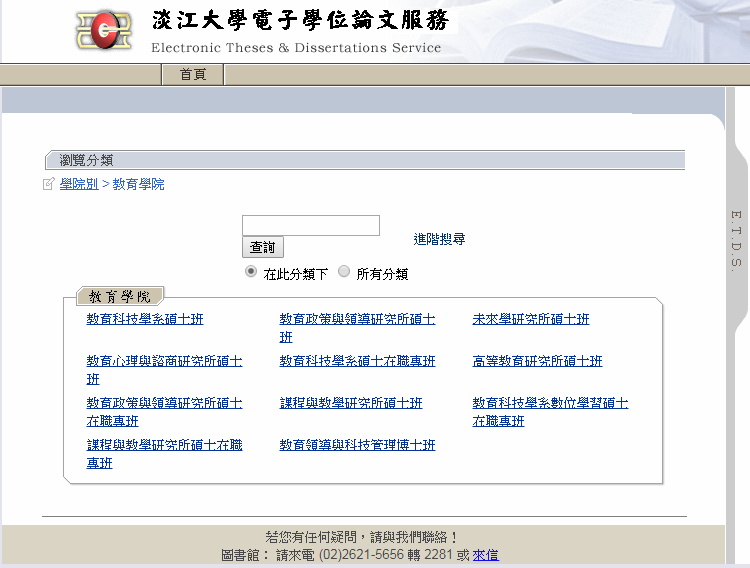 淡江大學電子學位論文服務
Electronic Theses & Dissertations Service
首頁
瀏覽分類
學院別 > 教育學院
查詢
進階搜尋
在此分類下 所有分類
教育學院
教育科技學系碩士班
教育政策與領導研究所碩士
班
未來學研究所碩士班
教育心理與諮商研究所碩士
班
教育科技學系碩士在職專班
高等教育研究所碩士班
教育政策與領導研究所碩士
在職專班
課程與教學研究所碩士班
教育科技學系數位學習碩士
在職專班
課程與教學研究所碩士在職
專班
教育領導與科技管理博士班
E.T.D.S.
若您有任何疑問，請與我們聯絡！
圖書館： 請來電 (02)2621-5656 轉 2281 或 來信